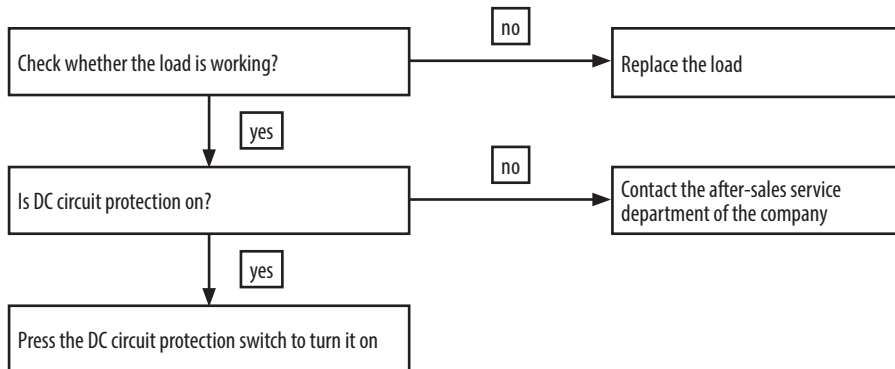 no
Check whether the load is working?
Replace the load
yes
no
Is DC circuit protection on?
Contact the after-sales service
department of the company
yes
Press the DC circuit protection switch to turn it on